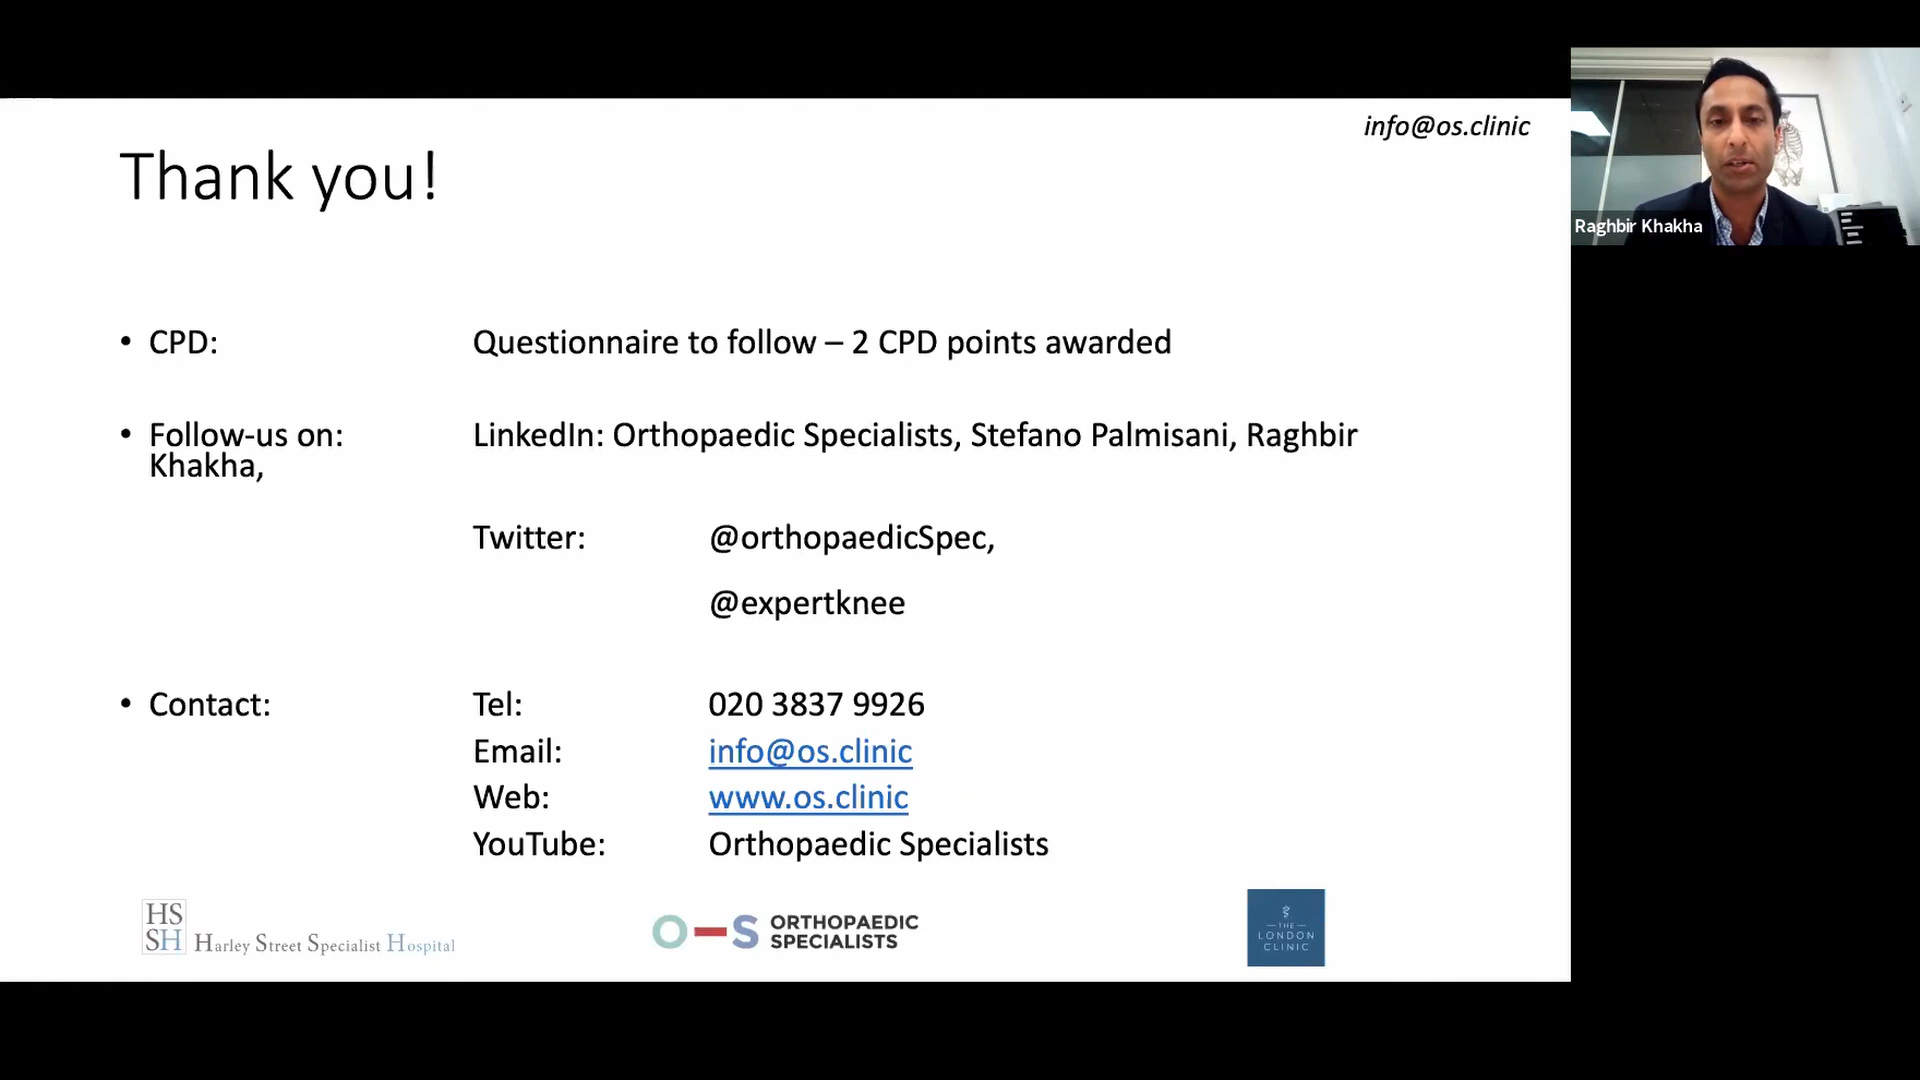 info@os.clinic
Thank you!
• CPD: Questionnaire to follow – 2 CPD points awarded
• Follow-us on: LinkedIn: Orthopaedic Specialists, Stefano Palmisani, Raghbir
Khakha,
Twitter: @orthopaedicSpec,
@expertknee
• Contact: Tel: 020 3837 9926
Email: info@os.clinic
Web: www.os.clinic
YouTube: Orthopaedic Specialists
HS
SH Harley Street Specialist Hospital
O–S ORTHOPAEDIC
SPECIALISTS
THE
LONDON
CLINIC
Raghbir Khakha